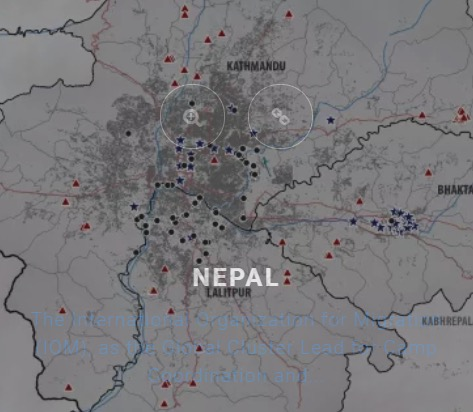 KATHMANDU
BHAKTA
NEPAL
LALITPUR
KABHREPAL
The International Organization for Migrat
(IOM), as the Global Cluster Lead for Camp
Coordination and